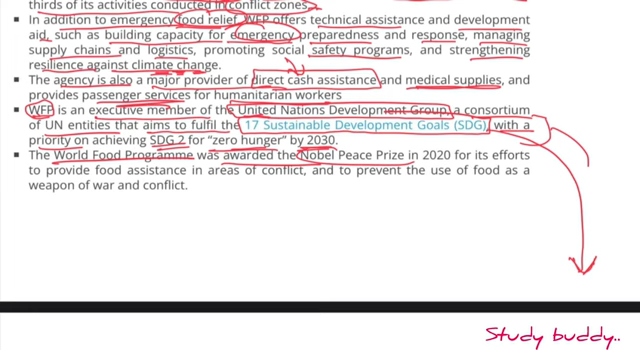 thirds of its activities conducted in conflict zones.
▪ In addition to emergency food relief, WFP offers technical assistance and development
aid, such as building capacity for emergency preparedness and response, managing
supply chains and logistics, promoting social safety programs, and strengthening
resilience against climate change.
▪ The agency is also a major provider of direct cash assistance and medical supplies, and
provides passenger services for humanitarian workers
▪ WFP is an executive member of the United Nations Development Group, a consortium
of UN entities that aims to fulfil the 17 Sustainable Development Goals (SDG), with a
priority on achieving SDG 2 for "zero hunger" by 2030.
▪ The World Food Programme was awarded the Nobel Peace Prize in 2020 for its efforts
to provide food assistance in areas of conflict, and to prevent the use of food as a
weapon of war and conflict.
Study buddy..